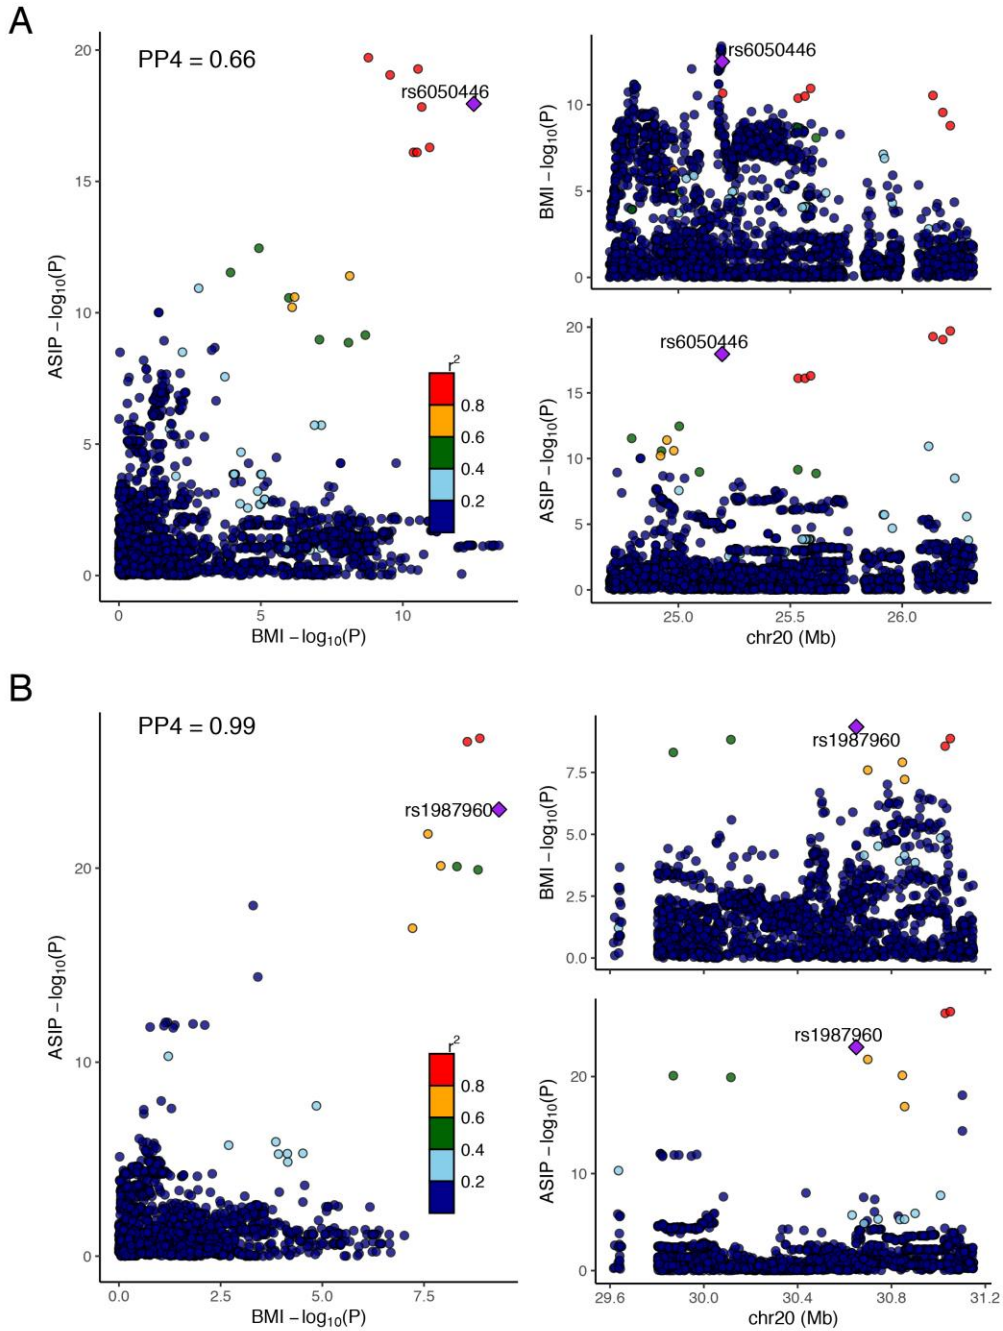 A
PP4 = 0.66
rs6050446
ASIP −log10(P)
20
15
10
5
0
r2
0.8
0.6
0.4
0.2
0
5
10
BMI −log10(P)
rs6050446
BMI −log10(P)
10
5
0
rs6050446
ASIP −log10(P)
20
15
10
5
0
25.0
25.5
26.0
chr20 (Mb)
B
PP4 = 0.99
rs1987960
ASIP −log10(P)
20
10
0
r2
0.8
0.6
0.4
0.2
0.0
2.5
5.0
7.5
BMI −log10(P)
rs1987960
BMI −log10(P)
7.5
5.0
2.5
0.0
rs1987960
ASIP −log10(P)
20
10
0
29.6
30.0
30.4
30.8
31.2
chr20 (Mb)